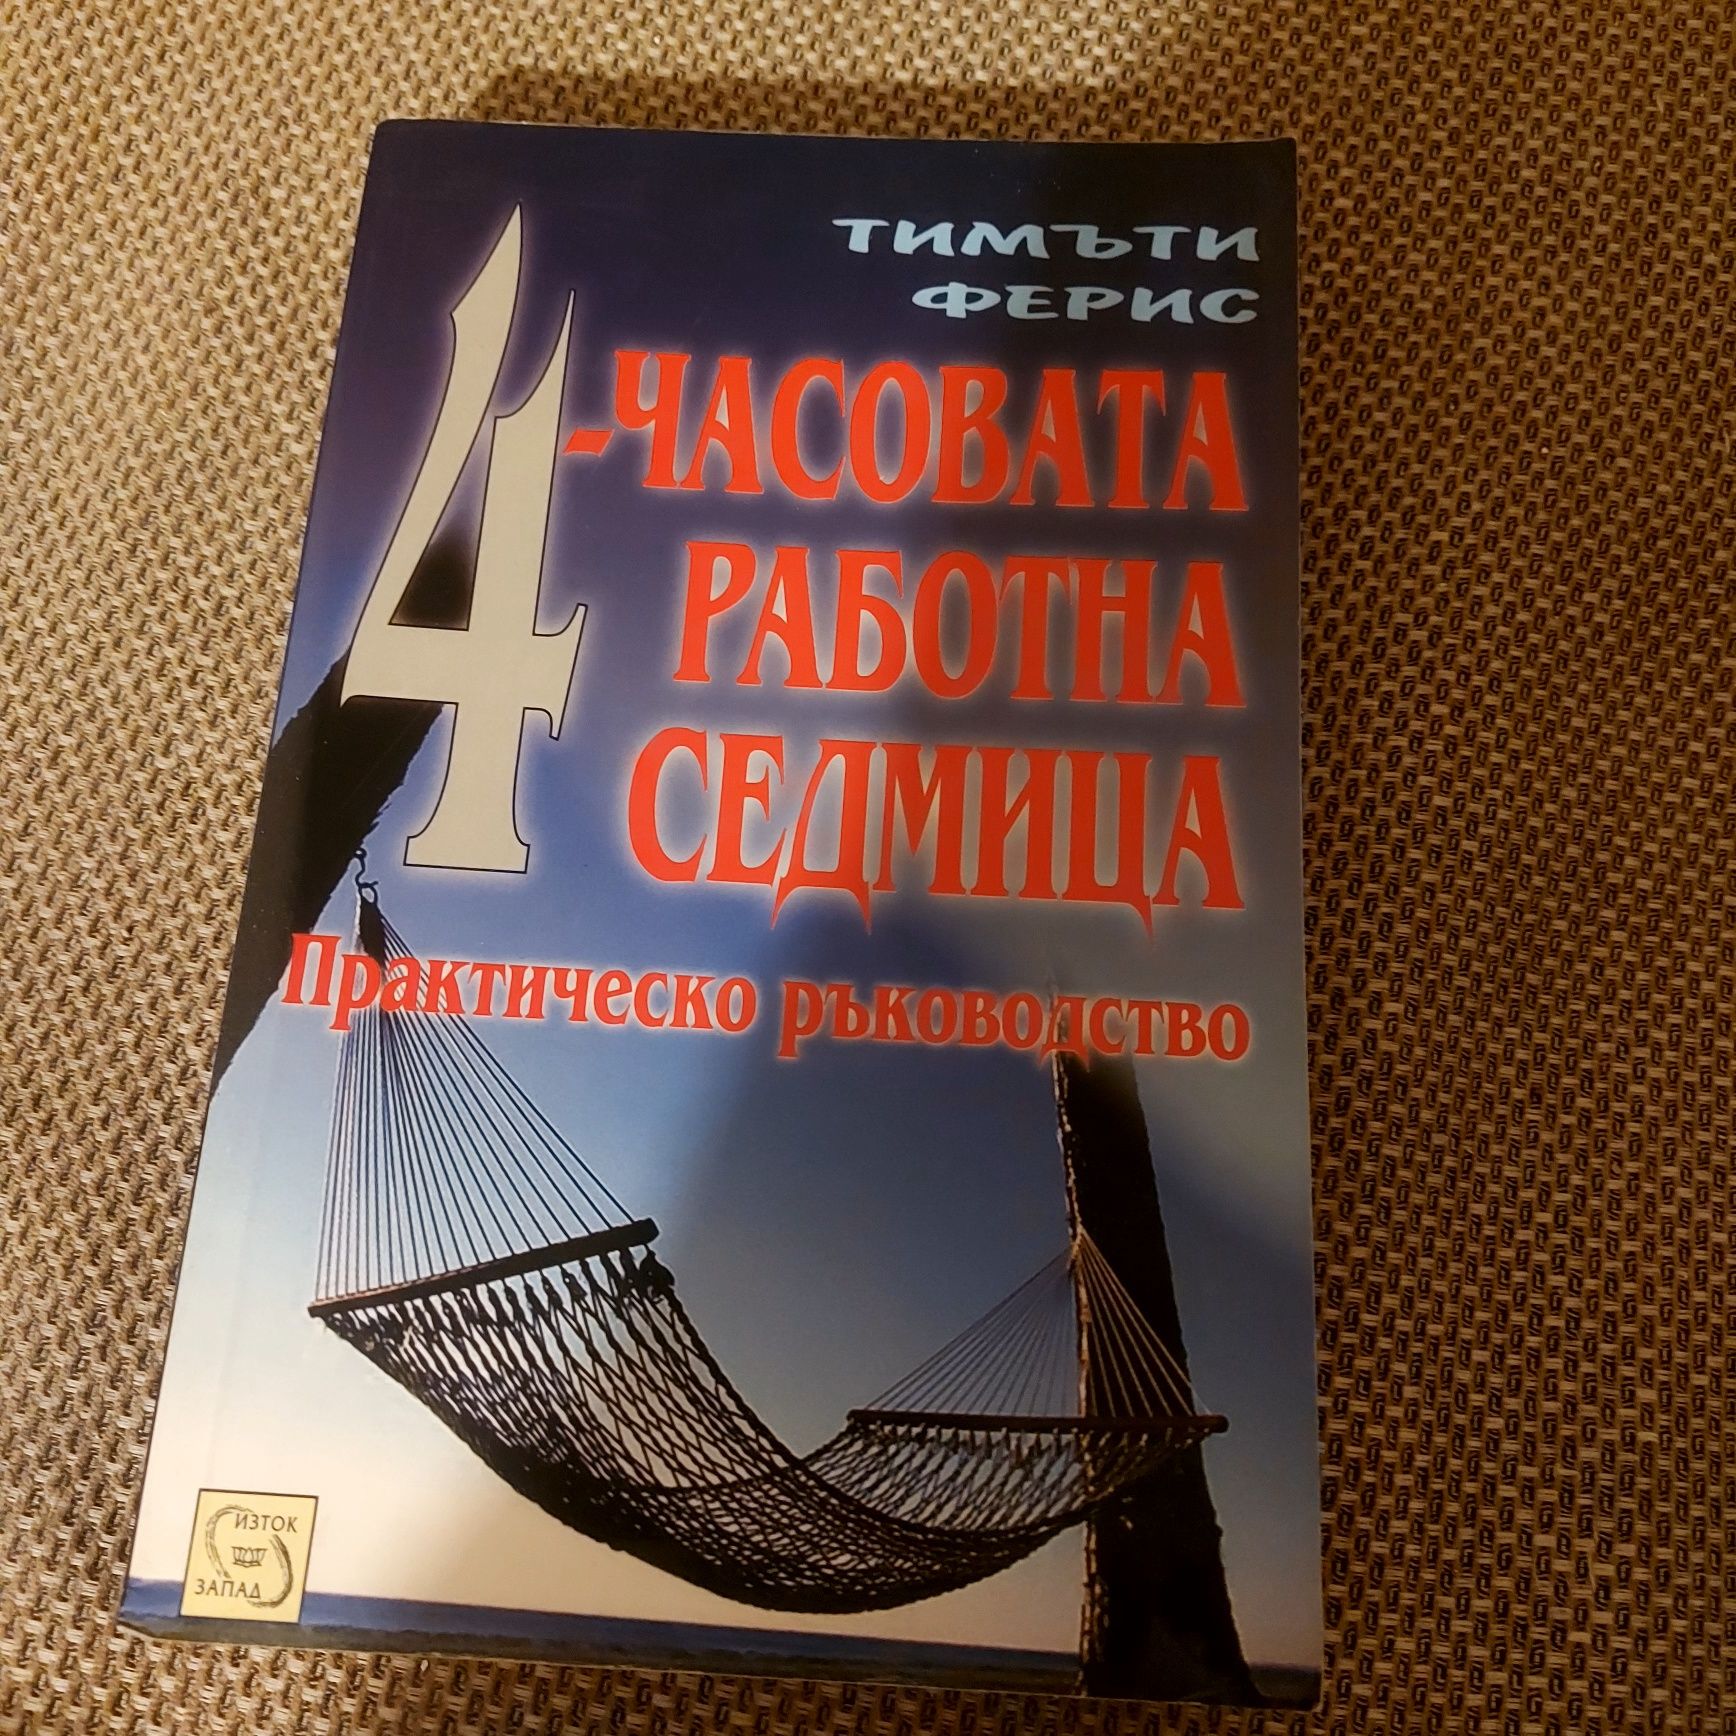 ТИМЪТИ
ФЕРИС
4-ЧАСОВАТА
РАБОТНА
СЕДМИЦА
Практическо ръководство
ИЗТОК
ЗАПАД